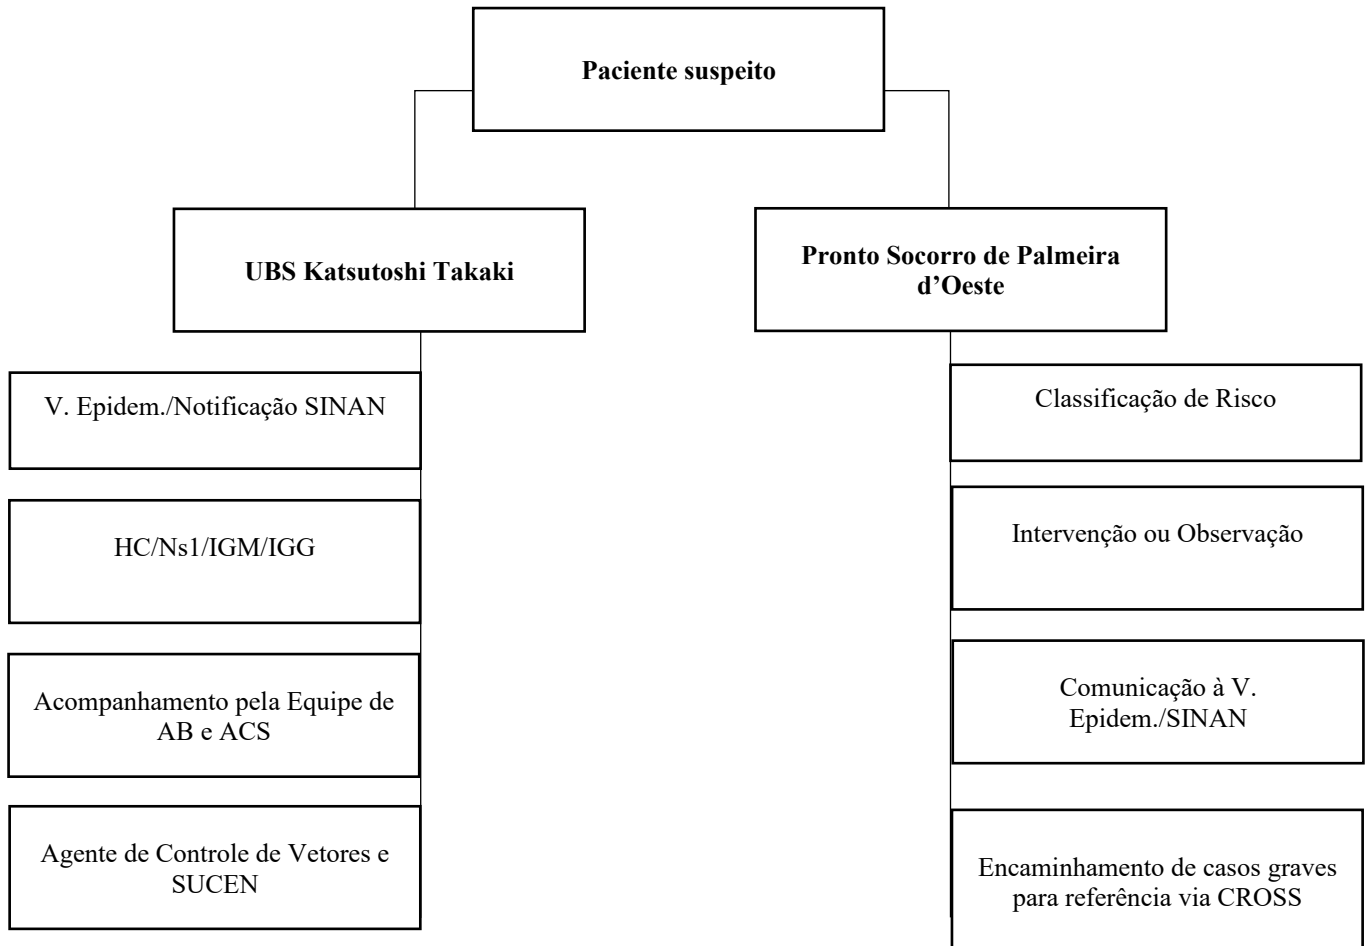 Paciente suspeito
UBS Katsutoshi Takaki
Pronto Socorro de Palmeira
d’Oeste
V. Epidem./Notificação SINAN
HC/Ns1/IGM/IGG
Acompanhamento pela Equipe de
AB e ACS
Agente de Controle de Vetores e
SUCEN
Classificação de Risco
Intervenção ou Observação
Comunicação à V.
Epidem./SINAN
Encaminhamento de casos graves
para referência via CROSS